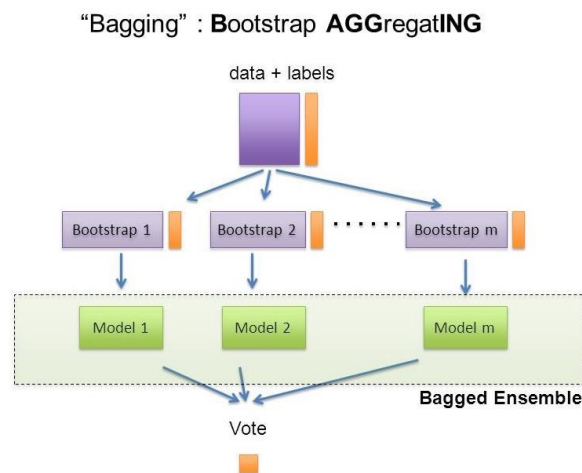 “Bagging” : Bootstrap AGGregatING
data + labels
Bootstrap 1 Bootstrap 2 ...... Bootstrap m
Model 1 Model 2 Model m
Bagged Ensemble
Vote